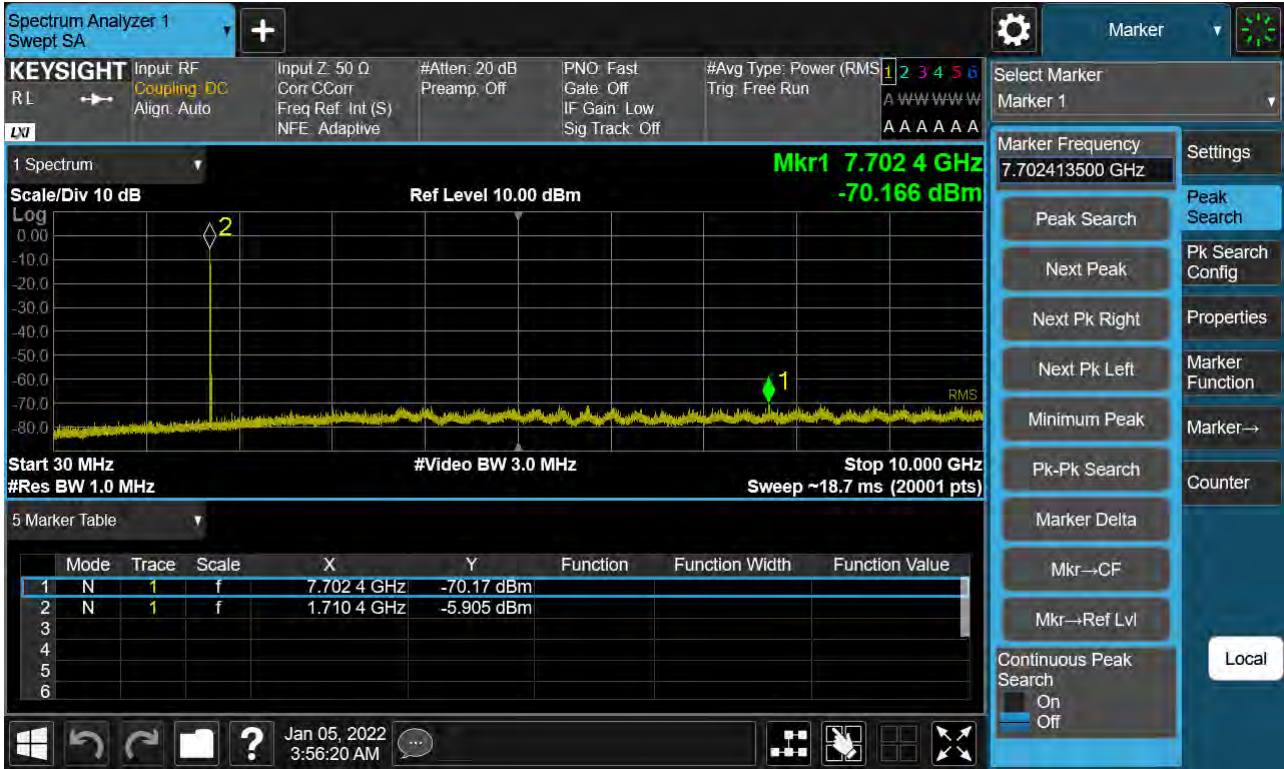 Spectrum Analyzer 1
Swept SA
Marker
KEYSIGHT
RL
LXI
Input: RF
Coupling: DC
Align: Auto
Input Z: 50 Ω
Corr CCorr
Freq Ref: Int (S)
NFE: Adaptive
#Atten: 20 dB
Preamp: Off
PNO: Fast
Gate: Off
IF Gain: Low
Sig Track: Off
#Avg Type: Power (RMS
Trig: Free Run
1 2 3 4 5 6
A W W W W W
A A A A A A
Select Marker
Marker 1
Marker Frequency
7.702413500 GHz
Peak Search
Next Peak
Next Pk Right
Next Pk Left
Minimum Peak
Pk-Pk Search
Marker Delta
Mkr→CF
Mkr→Ref Lvl
Continuous Peak
Search
On
Off
Settings
Peak
Search
Pk Search
Config
Properties
Marker
Function
Marker→
Counter
Local
1 Spectrum
Mkr1 7.702 4 GHz
Scale/Div 10 dB Ref Level 10.00 dBm -70.166 dBm
Log
0.00
-10.0
-20.0
-30.0
-40.0
-50.0
-60.0
-70.0
-80.0
2
1
RMS
Start 30 MHz #Video BW 3.0 MHz Stop 10.000 GHz
#Res BW 1.0 MHz Sweep ~18.7 ms (20001 pts)
5 Marker Table
Mode Trace Scale X Y Function Function Width Function Value
1 N 1 f 7.702 4 GHz -70.17 dBm
2 N 1 f 1.710 4 GHz -5.905 dBm
3
4
5
6
?
Jan 05, 2022
3:56:20 AM